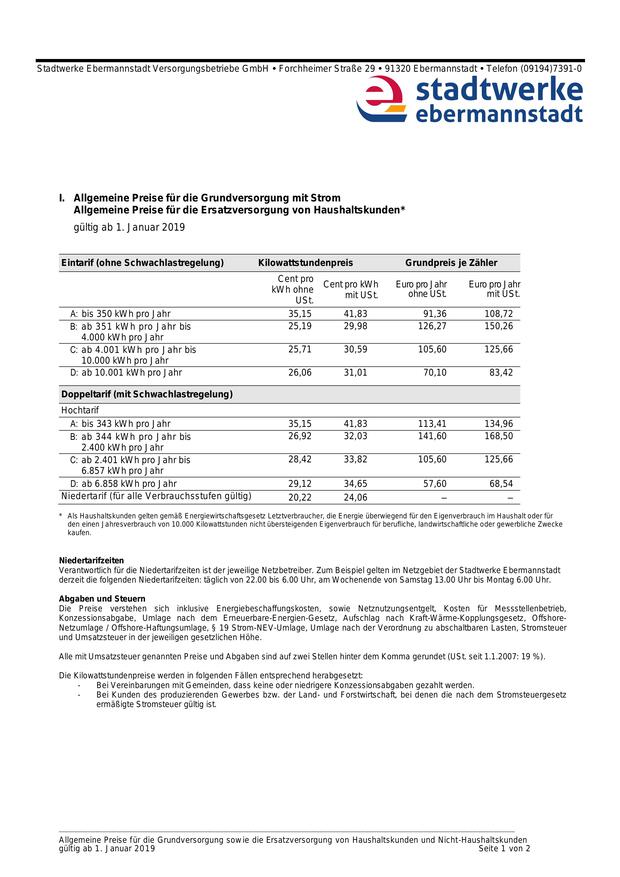 Stadtwerke Ebermannstadt Versorgungsbetriebe GmbH • Forchheimer Straße 29 • 91320 Ebermannstadt • Telefon (09194)7391-0
stadtwerke
ebermannstadt
I. Allgemeine Preise für die Grundversorgung mit Strom
Allgemeine Preise für die Ersatzversorgung von Haushaltskunden*
gültig ab 1. Januar 2019
Eintarif (ohne Schwachlastregelung) Kilowattstundenpreis Grundpreis je Zähler
Cent pro kWh ohne USt. Cent pro kWh mit USt. Euro pro Jahr ohne USt. Euro pro Jahr mit USt.
A: bis 350 kWh pro Jahr 35,15 41,83 91,36 108,72
B: ab 351 kWh pro Jahr bis 25,19 29,98 126,27 150,26
4.000 kWh pro Jahr
C: ab 4.001 kWh pro Jahr bis 25,71 30,59 105,60 125,66
10.000 kWh pro Jahr
D: ab 10.001 kWh pro Jahr 26,06 31,01 70,10 83,42
Doppeltarif (mit Schwachlastregelung)
Hochtarif
A: bis 343 kWh pro Jahr 35,15 41,83 113,41 134,96
B: ab 344 kWh pro Jahr bis 26,92 32,03 141,60 168,50
2.400 kWh pro Jahr
C: ab 2.401 kWh pro Jahr bis 28,42 33,82 105,60 125,66
6.857 kWh pro Jahr
D: ab 6.858 kWh pro Jahr 29,12 34,65 57,60 68,54
Niedertarif (für alle Verbrauchsstufen gültig) 20,22 24,06 – –
* Als Haushaltskunden gelten gemäß Energiewirtschaftsgesetz Letztverbraucher, die Energie überwiegend für den Eigenverbrauch im Haushalt oder für
den einen Jahresverbrauch von 10.000 Kilowattstunden nicht übersteigenden Eigenverbrauch für berufliche, landwirtschaftliche oder gewerbliche Zwecke
kaufen.
Niedertarifzeiten
Verantwortlich für die Niedertarifzeiten ist der jeweilige Netzbetreiber. Zum Beispiel gelten im Netzgebiet der Stadtwerke Ebermannstadt
derzeit die folgenden Niedertarifzeiten: täglich von 22.00 bis 6.00 Uhr, am Wochenende von Samstag 13.00 Uhr bis Montag 6.00 Uhr.
Abgaben und Steuern
Die Preise verstehen sich inklusive Energiebeschaffungskosten, sowie Netznutzungsentgelt, Kosten für Messstellenbetrieb,
Konzessionsabgabe, Umlage nach dem Erneuerbare-Energien-Gesetz, Aufschlag nach Kraft-Wärme-Kopplungsgesetz, Offshore-
Netzumlage / Offshore-Haftungsumlage, § 19 Strom-NEV-Umlage, Umlage nach der Verordnung zu abschaltbaren Lasten, Stromsteuer
und Umsatzsteuer in der jeweiligen gesetzlichen Höhe.
Alle mit Umsatzsteuer genannten Preise und Abgaben sind auf zwei Stellen hinter dem Komma gerundet (USt. seit 1.1.2007: 19 %).
Die Kilowattstundenpreise werden in folgenden Fällen entsprechend herabgesetzt:
- Bei Vereinbarungen mit Gemeinden, dass keine oder niedrigere Konzessionsabgaben gezahlt werden.
- Bei Kunden des produzierenden Gewerbes bzw. der Land- und Forstwirtschaft, bei denen die nach dem Stromsteuergesetz
ermäßigte Stromsteuer gültig ist.
Allgemeine Preise für die Grundversorgung sowie die Ersatzversorgung von Haushaltskunden und Nicht-Haushaltskunden
gültig ab 1. Januar 2019 Seite 1 von 2